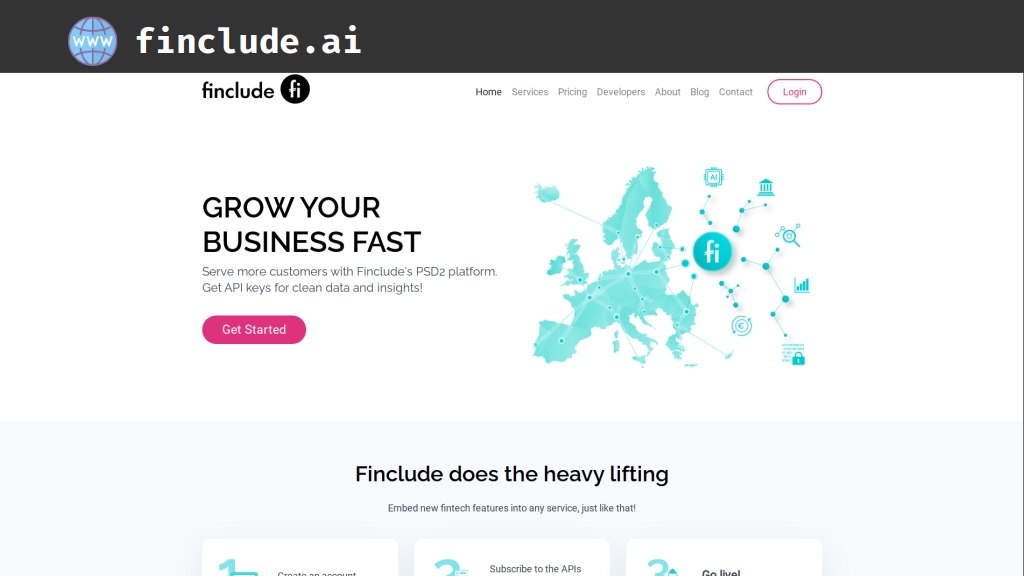 WWW
finclude.ai
finclude fi
Home Services Pricing Developers About Blog Contact Login
GROW YOUR
BUSINESS FAST
Serve more customers with Finclude's PSD2 platform.
Get API keys for clean data and insights!
Get Started
AI
fi
€
Finclude does the heavy lifting
Embed new fintech features into any service, just like that!
1
Create an account
2
Subscribe to the APIs
3
Go live!